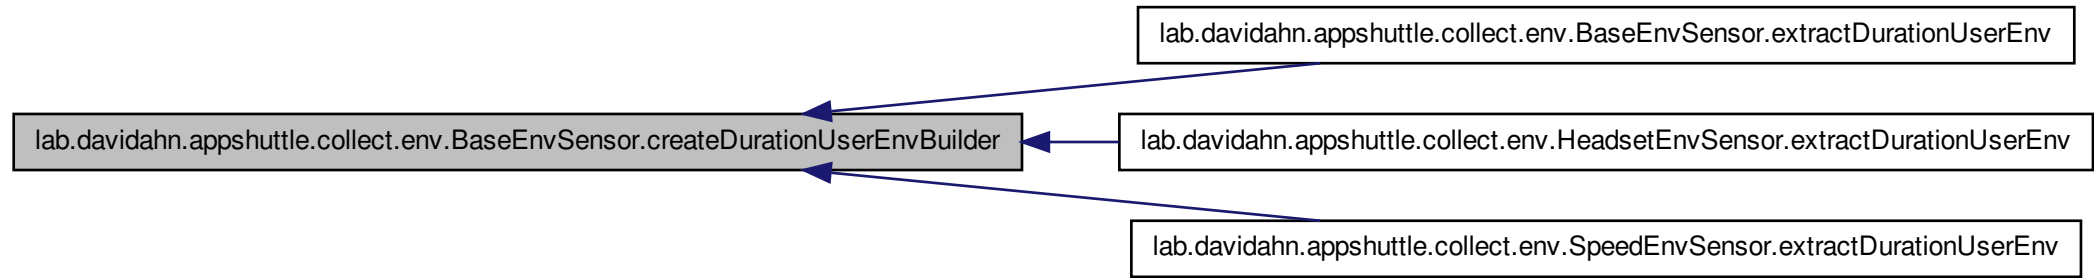 lab.davidahn.appshuttle.collect.env.BaseEnvSensor.extractDurationUserEnv
lab.davidahn.appshuttle.collect.env.BaseEnvSensor.createDurationUserEnvBuilder
lab.davidahn.appshuttle.collect.env.HeadsetEnvSensor.extractDurationUserEnv
lab.davidahn.appshuttle.collect.env.SpeedEnvSensor.extractDurationUserEnv